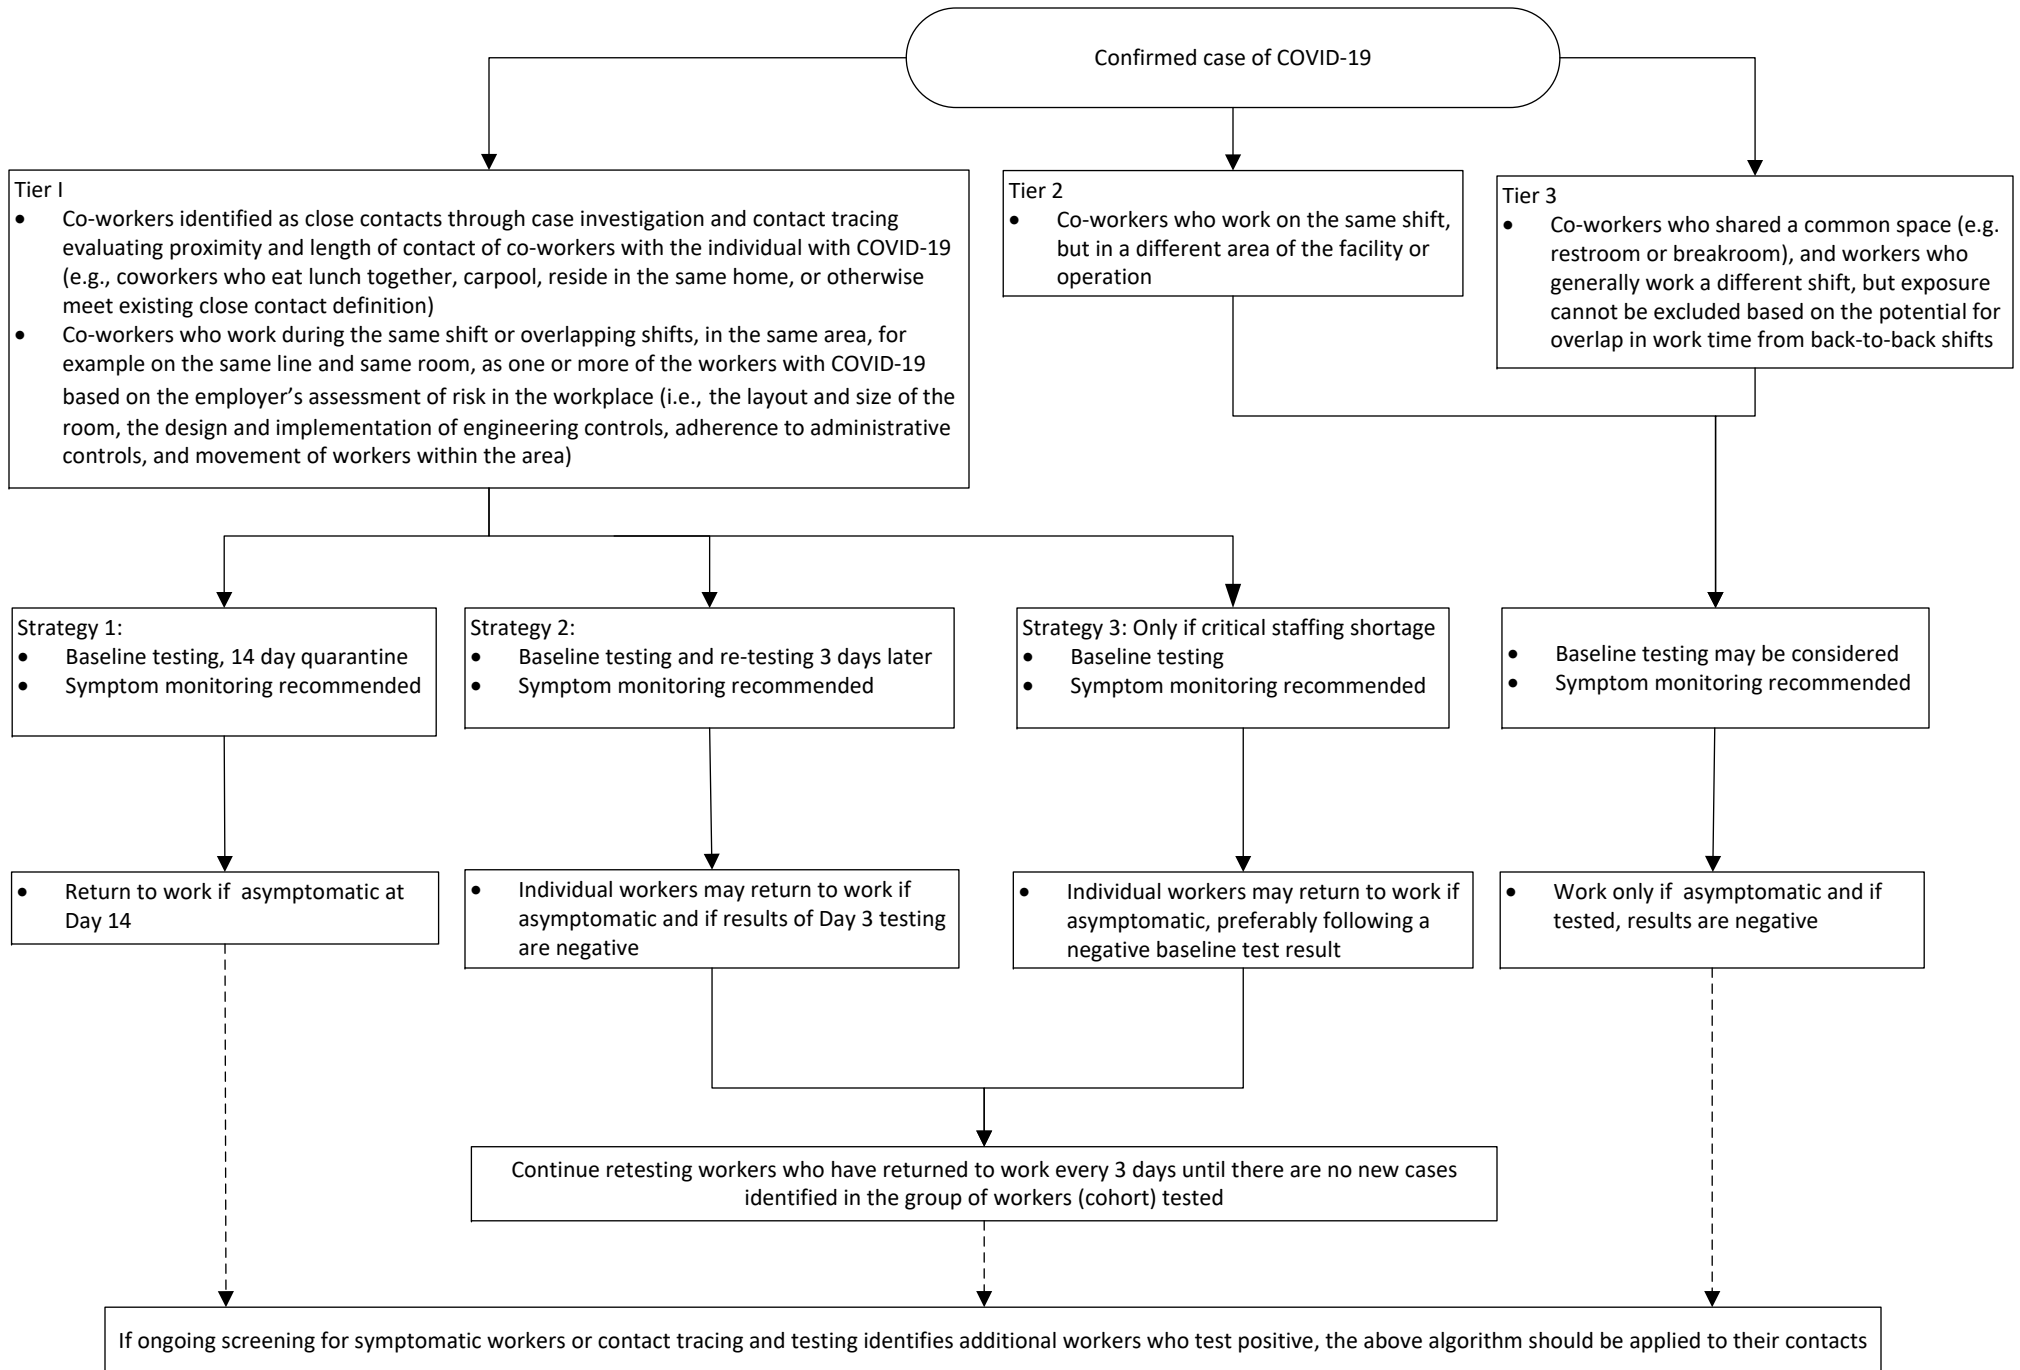 Confirmed case of COVID-19
Tier I
• Co-workers identified as close contacts through case investigation and contact tracing
evaluating proximity and length of contact of co-workers with the individual with COVID-19
(e.g., coworkers who eat lunch together, carpool, reside in the same home, or otherwise
meet existing close contact definition)
• Co-workers who work during the same shift or overlapping shifts, in the same area, for
example on the same line and same room, as one or more of the workers with COVID-19
based on the employer’s assessment of risk in the workplace (i.e., the layout and size of the
room, the design and implementation of engineering controls, adherence to administrative
controls, and movement of workers within the area)
Tier 2
• Co-workers who work on the same shift,
but in a different area of the facility or
operation
Tier 3
• Co-workers who shared a common space (e.g.
restroom or breakroom), and workers who
generally work a different shift, but exposure
cannot be excluded based on the potential for
overlap in work time from back-to-back shifts
Strategy 1:
• Baseline testing, 14 day quarantine
• Symptom monitoring recommended
Strategy 2:
• Baseline testing and re-testing 3 days later
• Symptom monitoring recommended
Strategy 3: Only if critical staffing shortage
• Baseline testing
• Symptom monitoring recommended
• Baseline testing may be considered
• Symptom monitoring recommended
• Return to work if asymptomatic at
Day 14
• Individual workers may return to work if
asymptomatic and if results of Day 3 testing
are negative
• Individual workers may return to work if
asymptomatic, preferably following a
negative baseline test result
• Work only if asymptomatic and if
tested, results are negative
Continue retesting workers who have returned to work every 3 days until there are no new cases
identified in the group of workers (cohort) tested
If ongoing screening for symptomatic workers or contact tracing and testing identifies additional workers who test positive, the above algorithm should be applied to their contacts